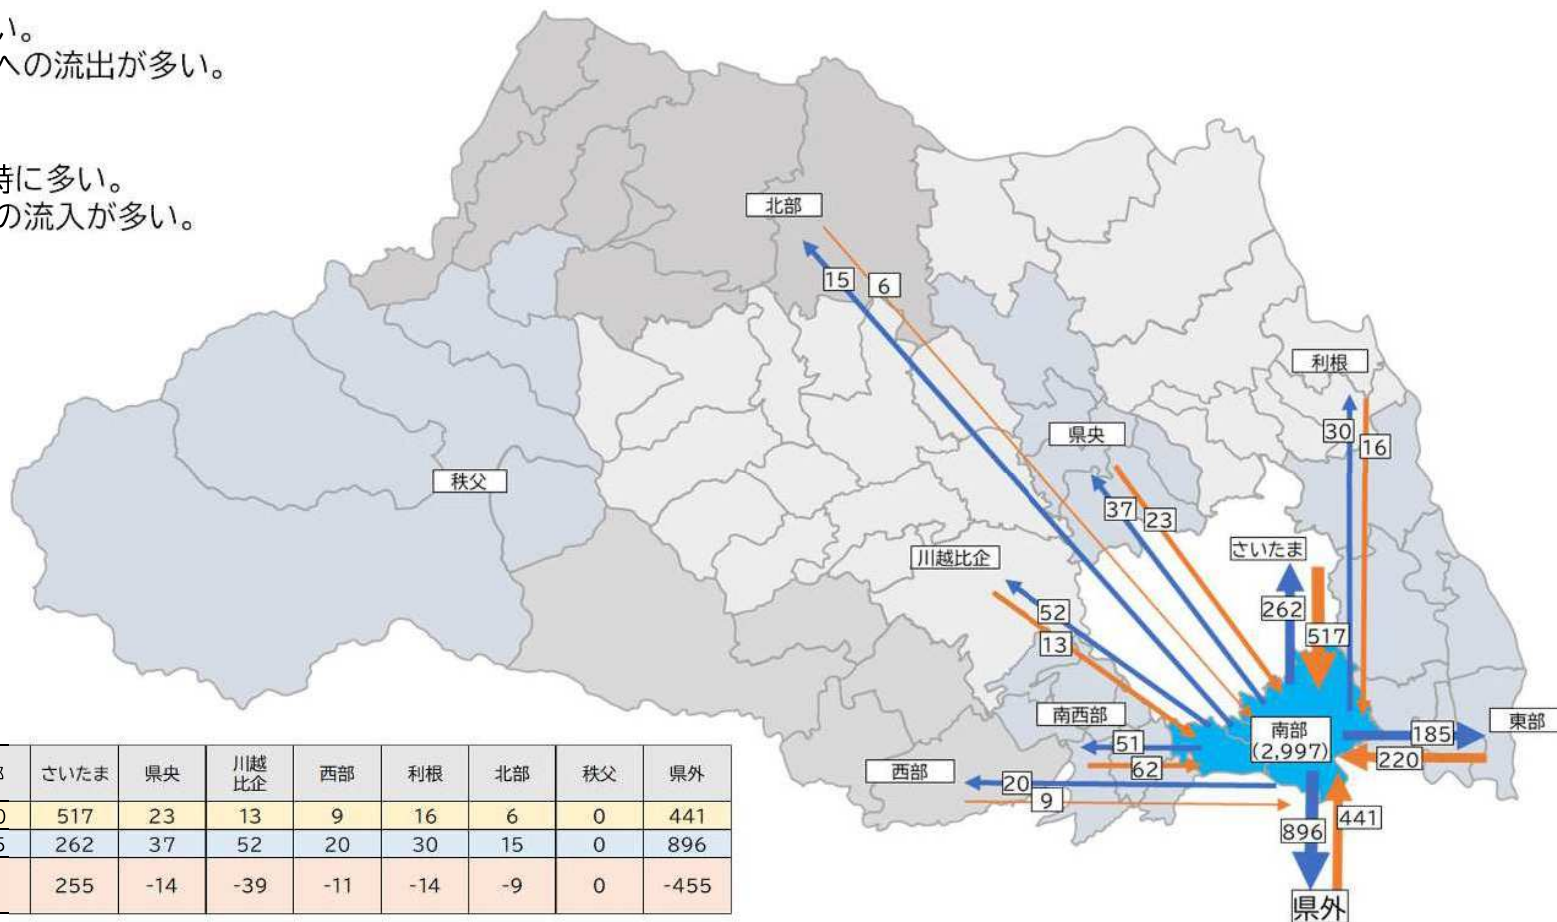 い。
への流出が多い。
特に多い。
の流入が多い。
北部
15
6
利根
30
16
県央
37
23
秩父
川越比企
52
13
さいたま
262
517
南西部
51
62
南部
(2,997)
東部
185
220
西部
20
9
896
441
県外
さいたま 県央 川越比企 西部 利根 北部 秩父 県外
517 23 13 9 16 6 0 441
262 37 52 20 30 15 0 896
255 -14 -39 -11 -14 -9 0 -455